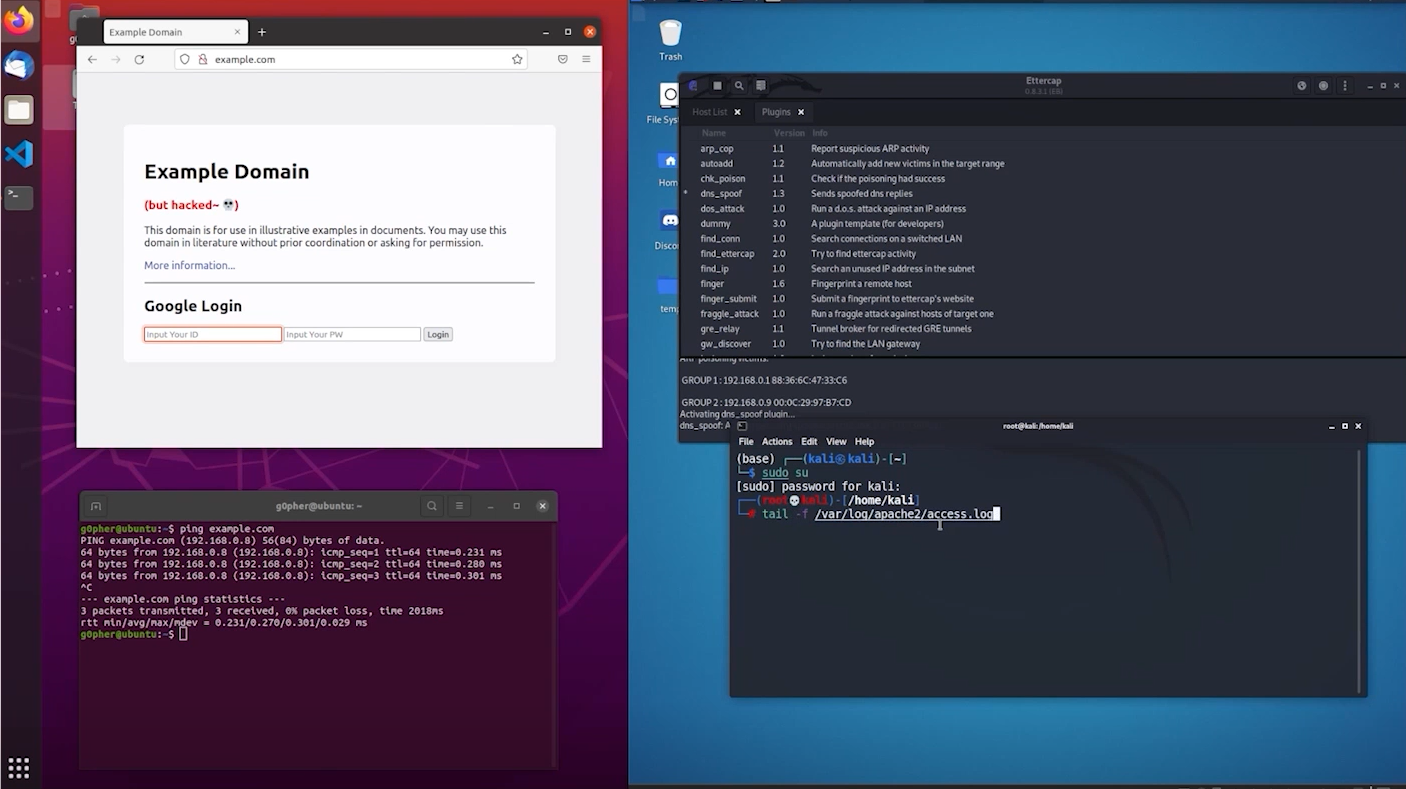 Example Domain
example.com
Example Domain
(but hacked~ 💀)
This domain is for use in illustrative examples in documents. You may use this
domain in literature without prior coordination or asking for permission.
More information...
Google Login
Input Your ID Input Your PW Login
g0pher@ubuntu: ~
g0pher@ubuntu:~$ ping example.com
PING example.com (192.168.0.8) 56(84) bytes of data.
64 bytes from 192.168.0.8 (192.168.0.8): icmp_seq=1 ttl=64 time=0.231 ms
64 bytes from 192.168.0.8 (192.168.0.8): icmp_seq=2 ttl=64 time=0.280 ms
64 bytes from 192.168.0.8 (192.168.0.8): icmp_seq=3 ttl=64 time=0.301 ms
^C
--- example.com ping statistics ---
3 packets transmitted, 3 received, 0% packet loss, time 2018ms
rtt min/avg/max/mdev = 0.231/0.270/0.301/0.029 ms
g0pher@ubuntu:~$
Trash
File Sys
Hom
Disco
tem
Ettercap
0.8.3.1 (EB)
Host List Plugins
Name Version Info
arp_cop 1.1 Report suspicious ARP activity
autoadd 1.2 Automatically add new victims in the target range
chk_poison 1.1 Check if the poisoning had success
* dns_spoof 1.3 Sends spoofed dns replies
dos_attack 1.0 Run a d.o.s. attack against an IP address
dummy 3.0 A plugin template (for developers)
find_conn 1.0 Search connections on a switched LAN
find_ettercap 2.0 Try to find ettercap activity
find_ip 1.0 Search an unused IP address in the subnet
finger 1.6 Fingerprint a remote host
finger_submit 1.0 Submit a fingerprint to ettercap's website
fraggle_attack 1.0 Run a fraggle attack against hosts of target one
gre_relay 1.1 Tunnel broker for redirected GRE tunnels
gw_discover 1.0 Try to find the LAN gateway
ARP poisoning victims:
GROUP 1 : 192.168.0.1 88:36:6C:47:33:C6
GROUP 2 : 192.168.0.9 00:0C:29:97:B7:CD
Activating dns_spoof plugin...
dns_spoof: A
root@kali: /home/kali
File Actions Edit View Help
(base) ┌──(kali㉿kali)-[~]
└─$ sudo su
[sudo] password for kali:
┌──(root💀kali)-[/home/kali]
└─# tail -f /var/log/apache2/access.log